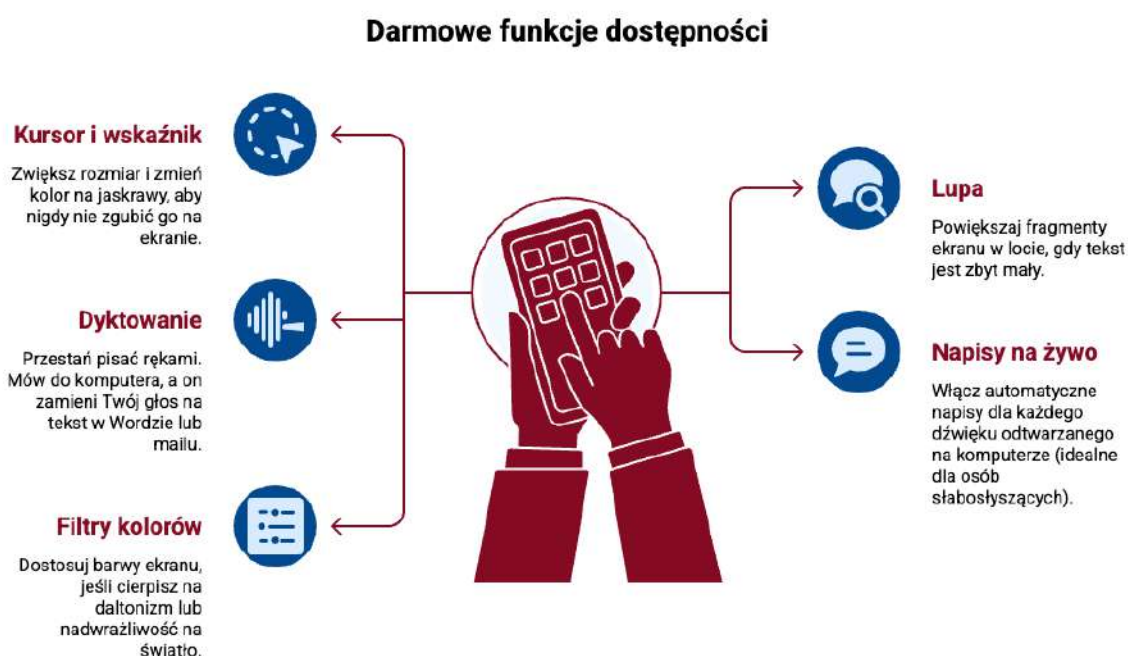 Darmowe funkcje dostępności
Kursor i wskaźnik
Zwiększ rozmiar i zmień
kolor na jaskrawy, aby
nigdy nie zgubić go na
ekranie.
Dyktowanie
Przestań pisać rękami.
Mów do komputera, a on
zamieni Twój głos na
tekst w Wordzie lub
mailu.
Filtry kolorów
Dostosuj barwy ekranu,
jeśli cierpisz na
daltonizm lub
nadwrażliwość na
światło.
Lupa
Powiększaj fragmenty
ekranu w locie, gdy tekst
jest zbyt mały.
Napisy na żywo
Włącz automatyczne
napisy dla każdego
dźwięku odtwarzanego
na komputerze (idealne
dla osób
słabosłyszących).